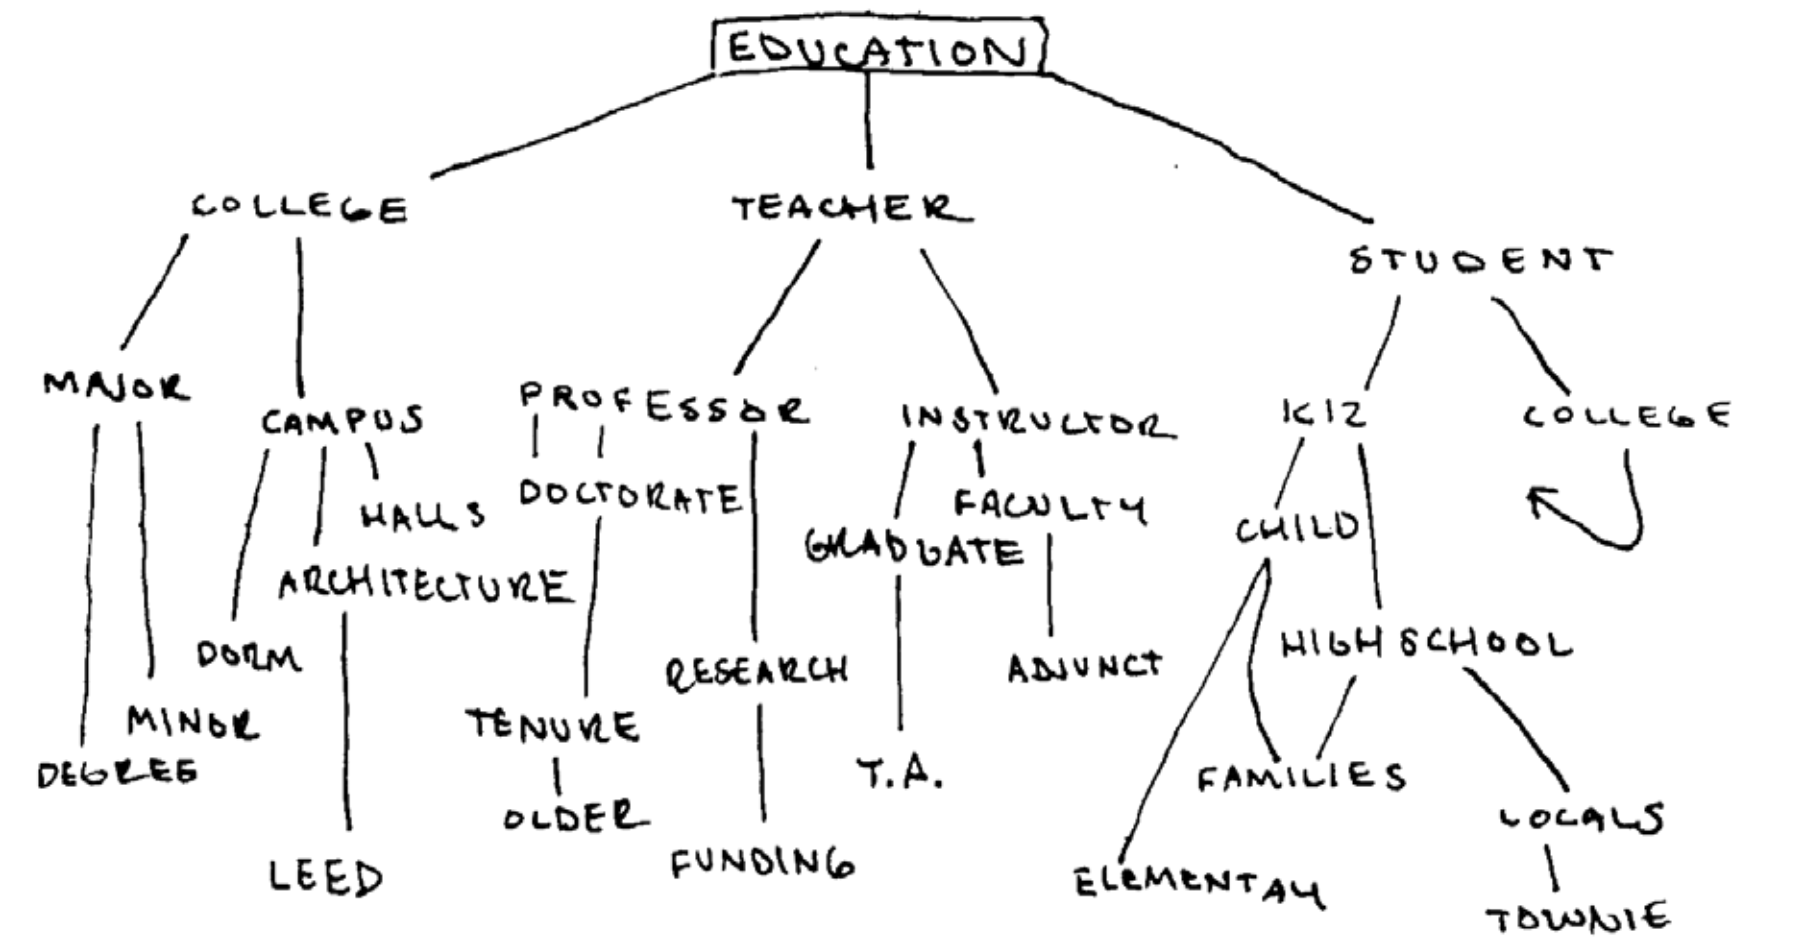 EDUCATION
COLLEGE
TEACHER
STUDENT
MAJOR
CAMPUS
PROFESSOR
INSTRUCTOR
K12
COLLEGE
HALLS
DOCTORATE
FACULTY
GRADUATE
CHILD
ARCHITECTURE
DORM
RESEARCH
ADJUNCT
HIGH SCHOOL
MINOR
TENURE
DEGREE
T.A.
FAMILIES
OLDER
LOCALS
LEED
FUNDING
ELEMENTAY
TOWNIE